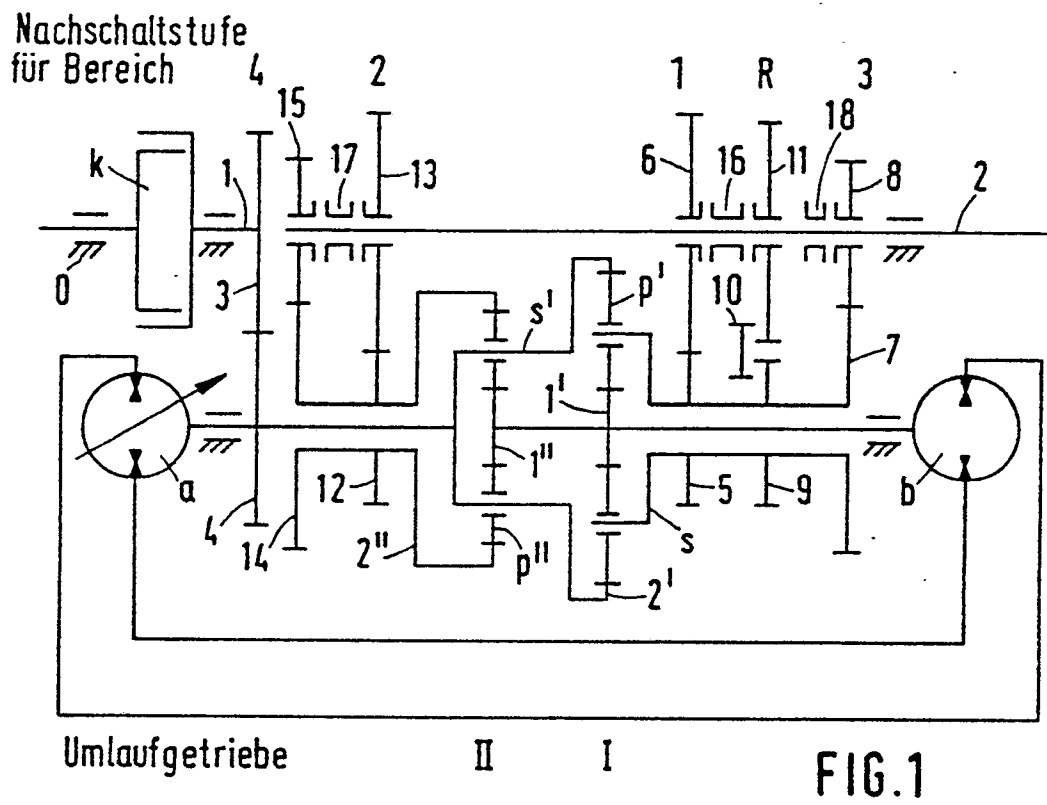 Nachschaltstufe
für Bereich 4 2 1 R 3
15 17 13 6 16 11 18 8
k 1 2
0 3 s' p' 10 7
1' 1"
a 12 5 9 b
4 14 2" p" s 2'
Umlaufgetriebe II I
FIG.1